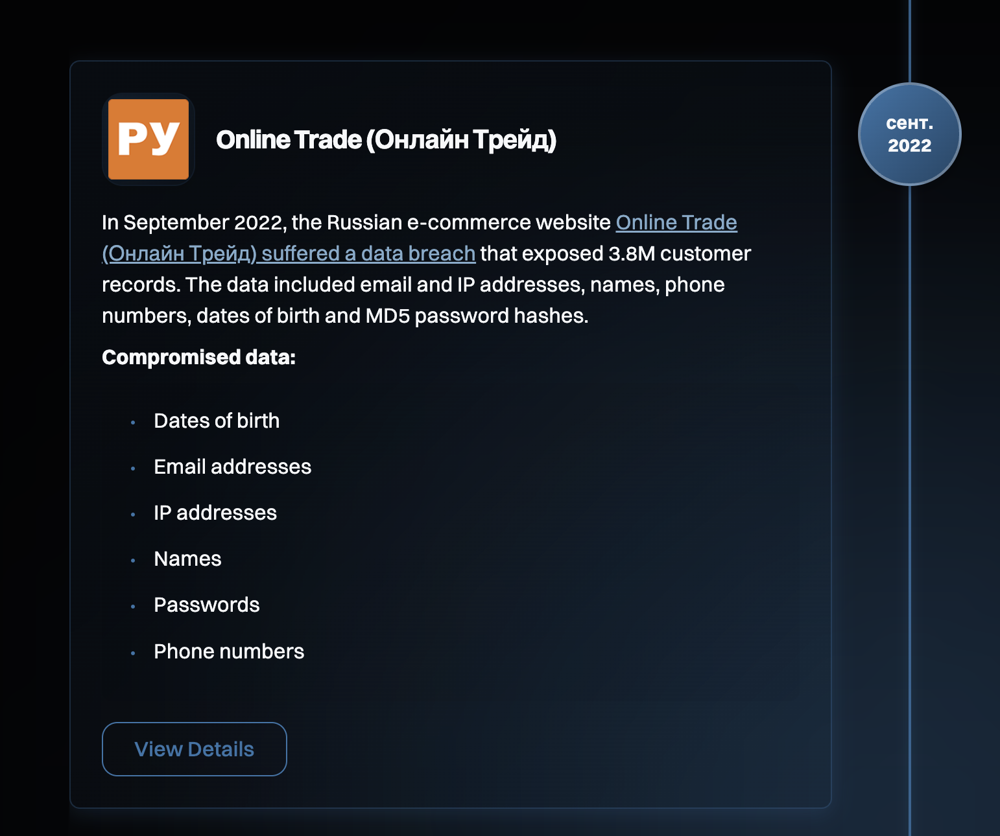 РУ
Online Trade (Онлайн Трейд)
сент.
2022
In September 2022, the Russian e-commerce website Online Trade
(Онлайн Трейд) suffered a data breach that exposed 3.8M customer
records. The data included email and IP addresses, names, phone
numbers, dates of birth and MD5 password hashes.
Compromised data:
Dates of birth
Email addresses
IP addresses
Names
Passwords
Phone numbers
View Details